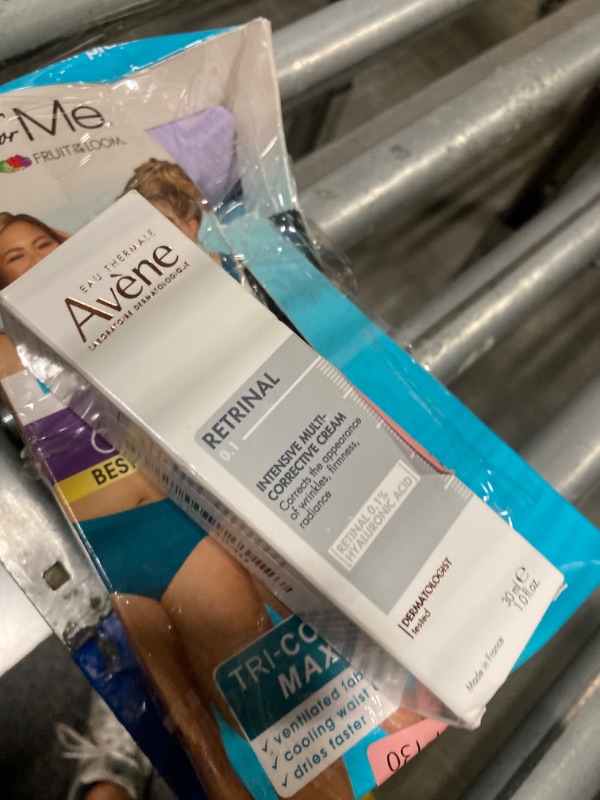 Me
FRUIT OF THE LOOM
EAU THERMALE
Avène
LABORATOIRE DERMATOLOGIQUE
RETRINAL
0.1
INTENSIVE MULTI-
CORRECTIVE CREAM
Corrects the appearance
of wrinkles, firmness,
radiance
RETINAL 0.1%
HYALURONIC ACID
DERMATOLOGIST
tested
30 ml e
1.0 fl.oz.
Made in France
BEST
TRI-CO
MAX
✓ ventilated fab
✓ cooling waist
✓ dries faster